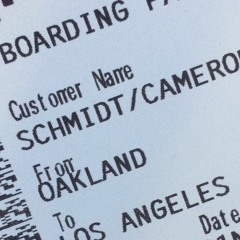 BOARDING PA
Customer Name
SCHMIDT/CAMERO
From
OAKLAND
To
LOS ANGELES
Date